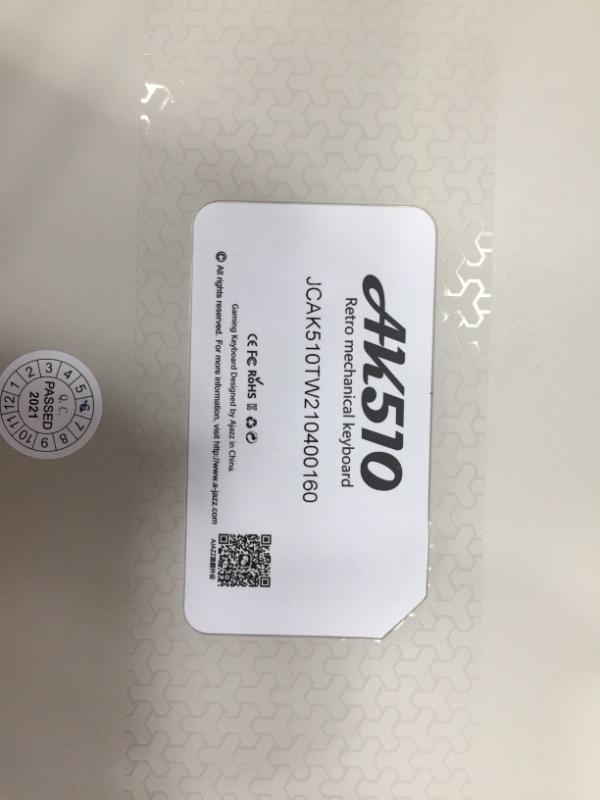 AK510
Retro mechanical keyboard
JCAK510TW210400160
CE FC RoHS
Gaming Keyboard Designed by Ajazz in China.
© All rights reserved. For more information, visit http://www.a-jazz.com
1 2 3 4 5 6 7 8 9 10 11 12
Q.C.
PASSED
2021